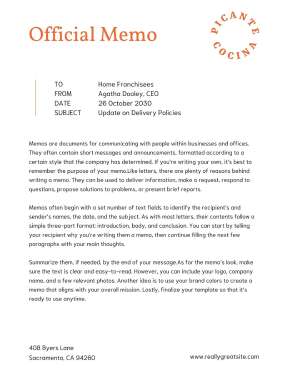 Official Memo
PICANTE
COCINA
TO Home Franchisees
FROM Agatha Dooley, CEO
DATE 26 October 2030
SUBJECT Update on Delivery Policies
Memos are documents for communicating with people within businesses and offices.
They often contain short messages and announcements, formatted according to a
certain style that the company has determined. If you're writing your own, it's best to
remember the purpose of your memo.Like letters, there are plenty of reasons behind
writing a memo. They can be used to deliver information, make a request, respond to
questions, propose solutions to problems, or present brief reports.
Memos often begin with a set number of text fields to identify the recipient's and
sender's names, the date, and the subject. As with most letters, their contents follow a
simple three-part format: introduction, body, and conclusion. You can start by telling
your recipient why you're writing them a memo, then continue filling the next few
paragraphs with your main thoughts.
Summarize them, if needed, by the end of your message.As for the memo's look, make
sure the text is clear and easy-to-read. However, you can include your logo, company
name, and a few relevant photos. Another idea is to use your brand colors to create a
memo that aligns with your overall mission. Lastly, finalize your template so that it's
ready to use anytime.
408 Byers Lane
Sacramento, CA 94260
www.reallygreatsite.com